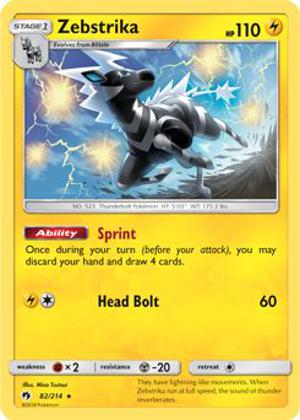 STAGE 1
Zebstrika
HP 110
Evolves from Blitzle
NO. 523 Thunderbolt Pokémon HT: 5'03" WT: 175.3 lbs.
Ability Sprint
Once during your turn (before your attack), you may
discard your hand and draw 4 cards.
Head Bolt 60
weakness ×2 resistance -20 retreat
Illus. Mina Tsutsui
82/214 ★
©2018 Pokémon
They have lightning-like movements. When
Zebstrika run at full speed, the sound of thunder
reverberates.